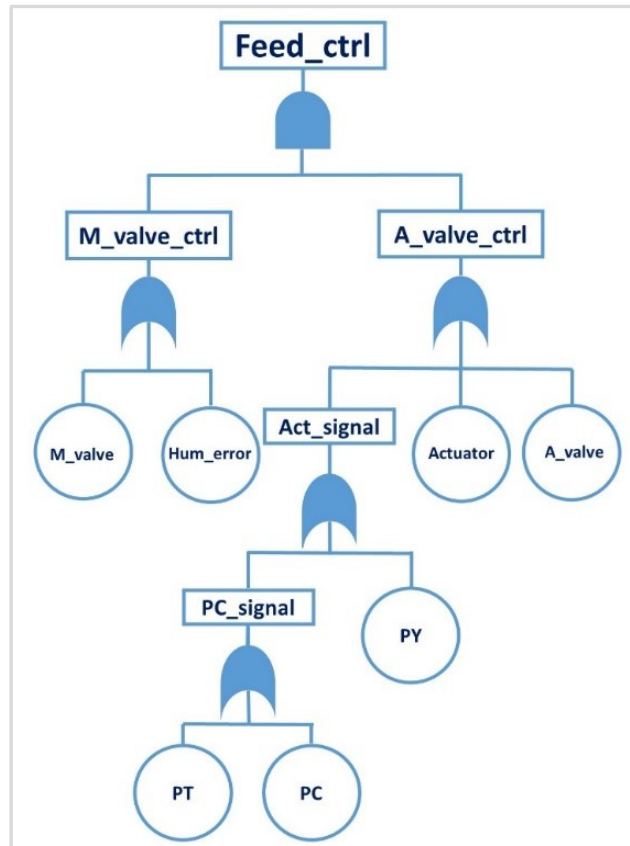 Feed_ctrl
M_valve_ctrl
A_valve_ctrl
M_valve
Hum_error
Act_signal
Actuator
A_valve
PC_signal
PY
PT
PC